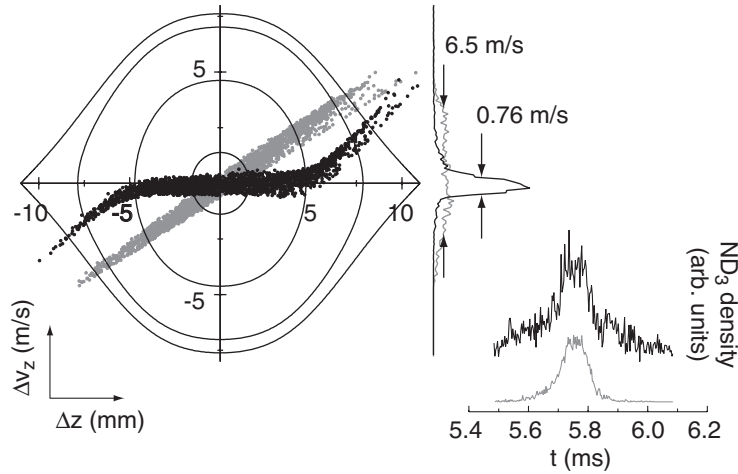 6.5 m/s
0.76 m/s
5
-10
-5
5
10
-5
Δv_z (m/s)
Δz (mm)
ND₃ density
(arb. units)
5.4
5.6
5.8
6.0
6.2
t (ms)